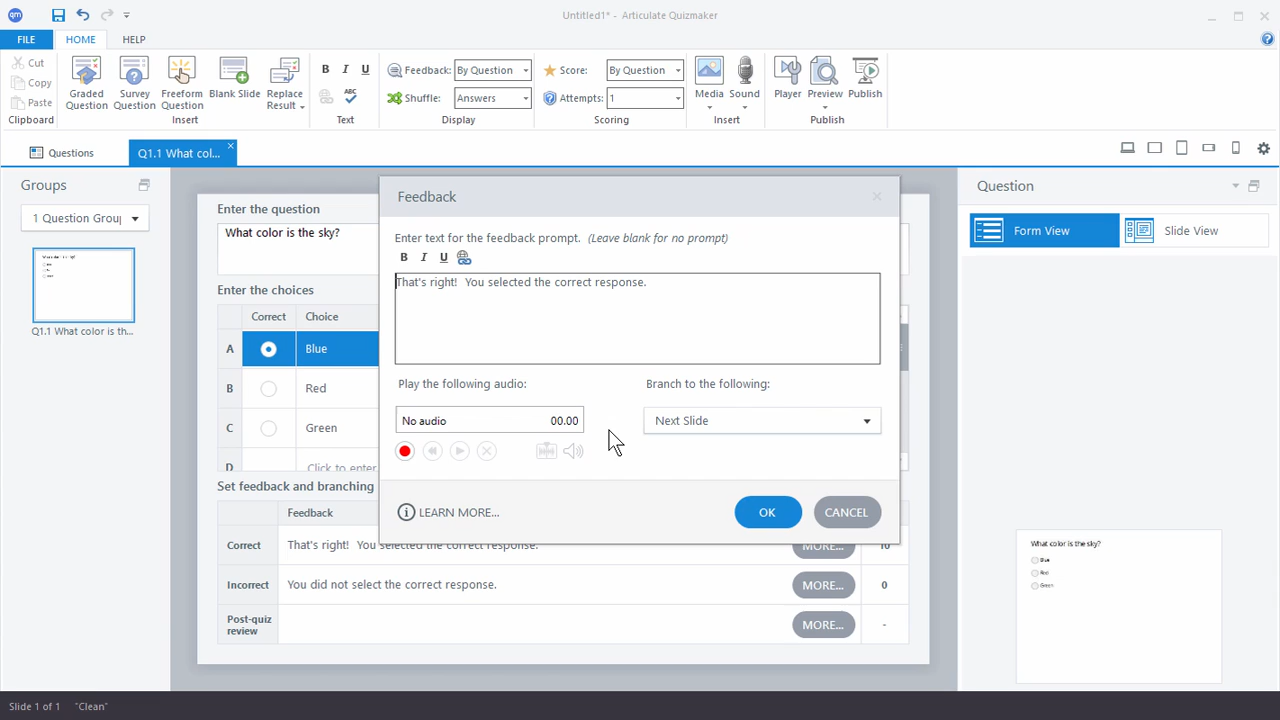 qm
Untitled1* - Articulate Quizmaker
FILE HOME HELP
Cut
Copy
Paste
Clipboard
Graded Question
Survey Question
Freeform Question
Blank Slide
Replace Result
Insert
B I U
ABC
Text
Feedback: By Question
Shuffle: Answers
Display
Score: By Question
Attempts: 1
Scoring
Media
Sound
Insert
Player
Preview
Publish
Publish
Questions
Q1.1 What col...
Groups
1 Question Group
Q1.1 What color is th...
Enter the question
What color is the sky?
Enter the choices
Correct Choice
A Blue
B Red
C Green
D Click to enter
Set feedback and branching
Feedback
Correct That's right! You selected the correct response. MORE... 10
Incorrect You did not select the correct response. MORE... 0
Post-quiz review MORE... -
Feedback
Enter text for the feedback prompt. (Leave blank for no prompt)
B I U
That's right! You selected the correct response.
Play the following audio:
No audio 00.00
Branch to the following:
Next Slide
LEARN MORE...
OK
CANCEL
Question
Form View
Slide View
What color is the sky?
Blue
Red
Green
Slide 1 of 1 "Clean"